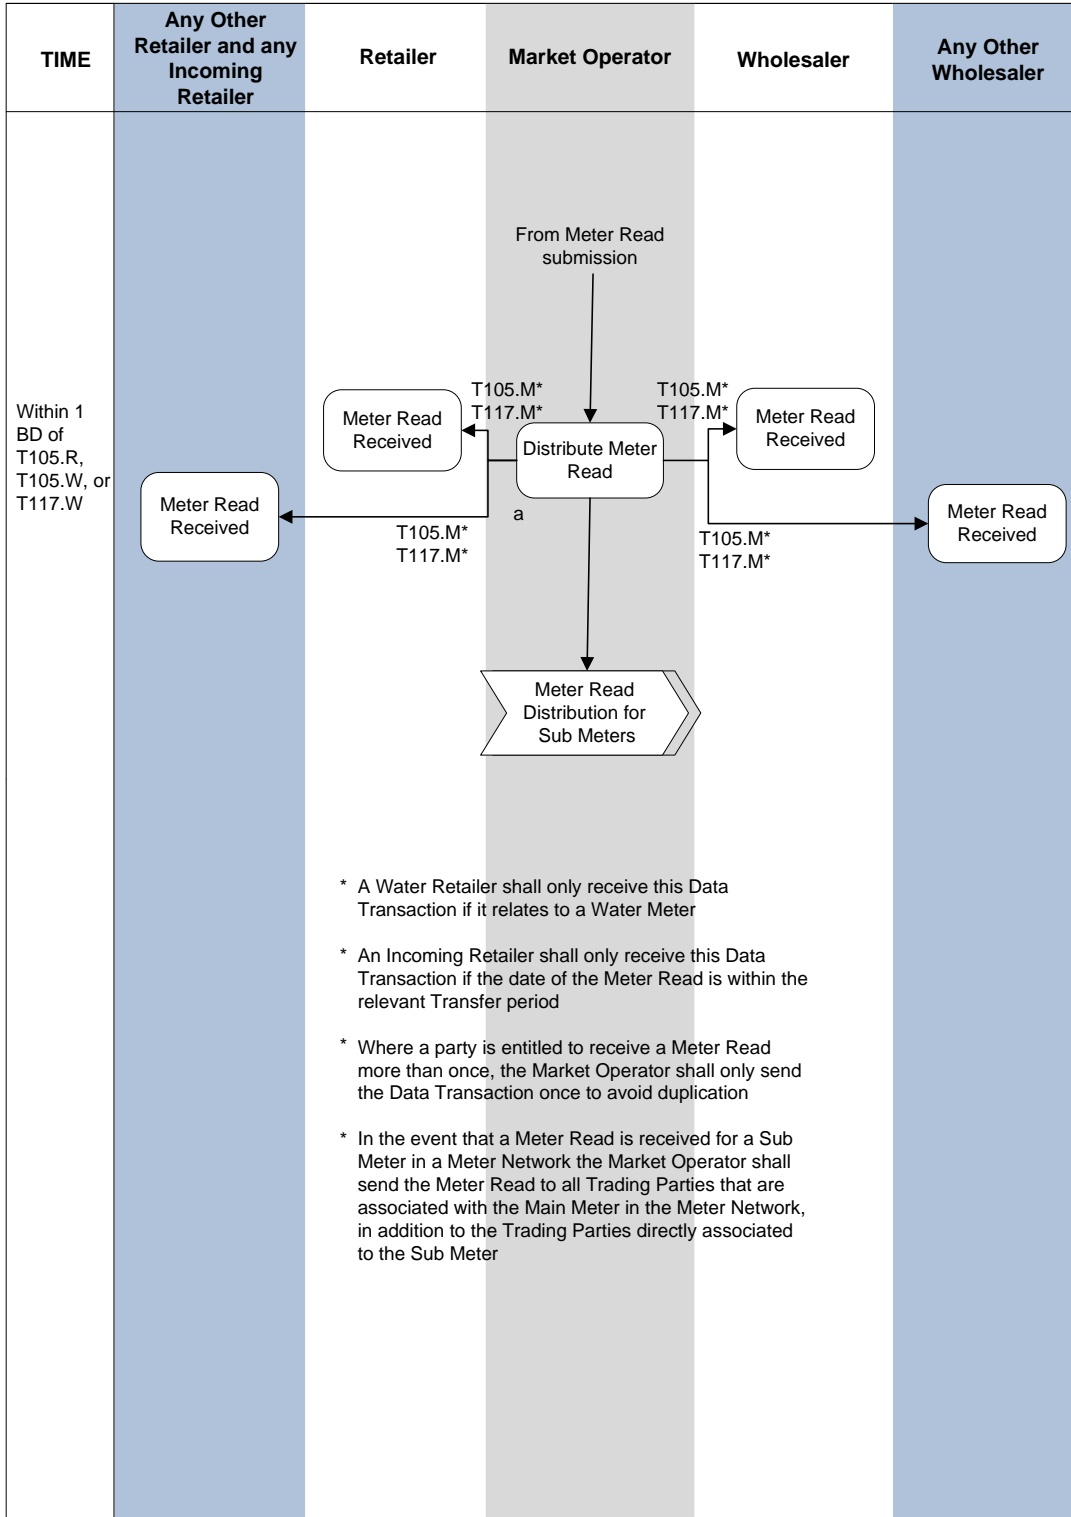 TIME
Any Other
Retailer and any
Incoming
Retailer
Retailer
Market Operator
Wholesaler
Any Other
Wholesaler
From Meter Read
submission
Within 1
BD of
T105.R,
T105.W, or
T117.W
T105.M*
T117.M*
T105.M*
T117.M*
Meter Read
Received
Distribute Meter
Read
Meter Read
Received
Meter Read
Received
a
Meter Read
Received
T105.M*
T117.M*
T105.M*
T117.M*
Meter Read
Distribution for
Sub Meters
* A Water Retailer shall only receive this Data
Transaction if it relates to a Water Meter
* An Incoming Retailer shall only receive this Data
Transaction if the date of the Meter Read is within the
relevant Transfer period
* Where a party is entitled to receive a Meter Read
more than once, the Market Operator shall only send
the Data Transaction once to avoid duplication
* In the event that a Meter Read is received for a Sub
Meter in a Meter Network the Market Operator shall
send the Meter Read to all Trading Parties that are
associated with the Main Meter in the Meter Network,
in addition to the Trading Parties directly associated
to the Sub Meter